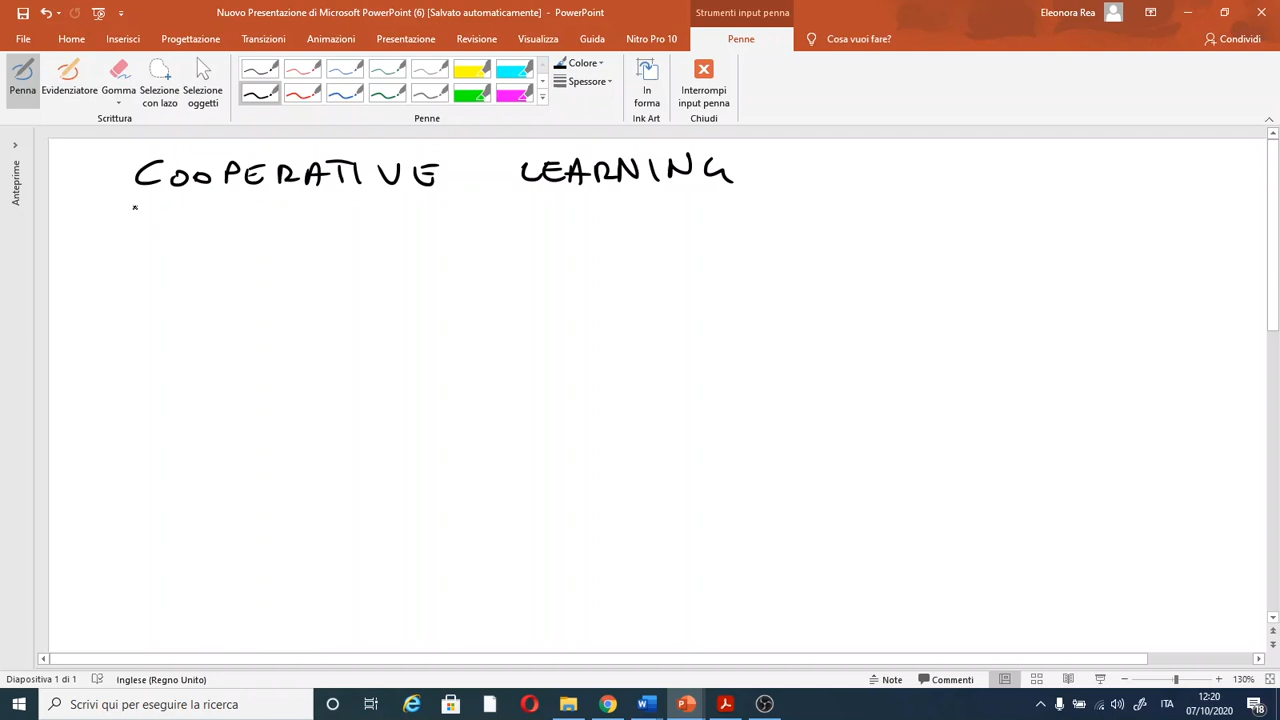 Nuovo Presentazione di Microsoft PowerPoint (6) [Salvato automaticamente] - PowerPoint
Strumenti input penna
Eleonora Rea
File Home Inserisci Progettazione Transizioni Animazioni Presentazione Revisione Visualizza Guida Nitro Pro 10 Penne Cosa vuoi fare? Condividi
Penna Evidenziatore Gomma Selezione con lazo Selezione oggetti
Colore
Spessore
In forma
Interrompi input penna
Scrittura Penne Ink Art Chiudi
Anteprime
COOPERATIVE LEARNING
Diapositiva 1 di 1 Inglese (Regno Unito) Note Commenti 130%
Scrivi qui per eseguire la ricerca
ITA
12:20
07/10/2020
18